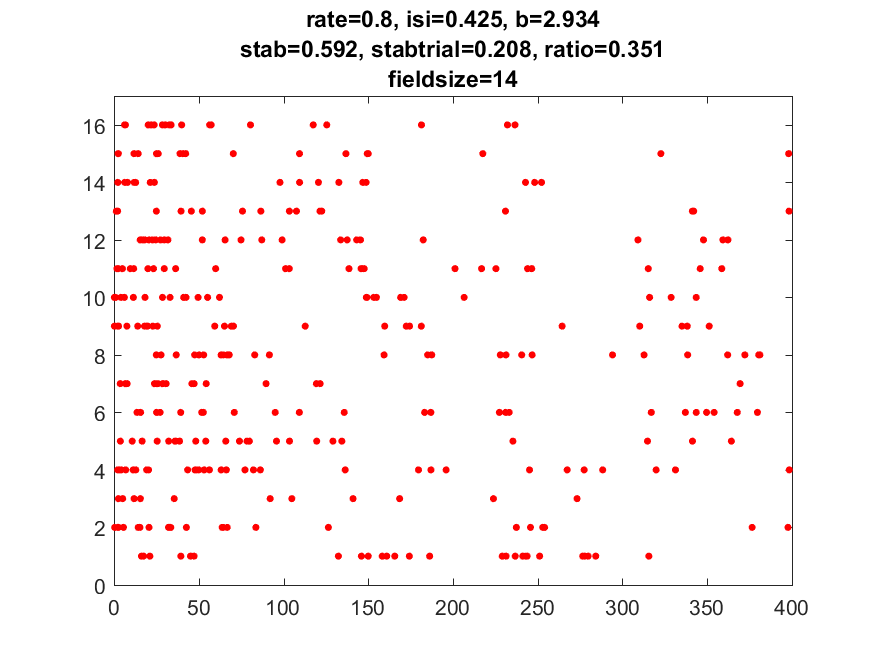 rate=0.8, isi=0.425, b=2.934
stab=0.592, stabtrial=0.208, ratio=0.351
fieldsize=14
16
14
12
10
8
6
4
2
0
0 50 100 150 200 250 300 350 400